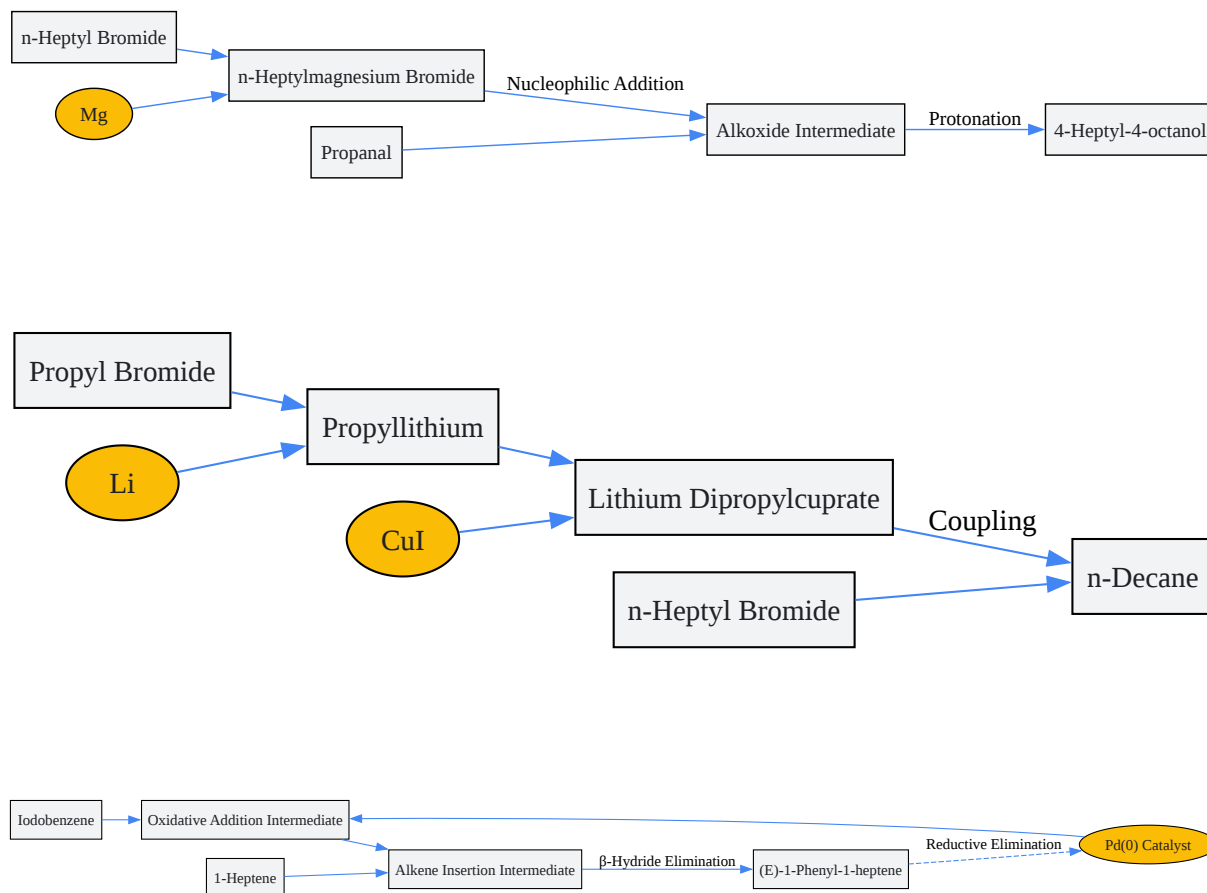 n-Heptyl Bromide
Mg
n-Heptylmagnesium Bromide
Nucleophilic Addition
Propanal
Alkoxide Intermediate
Protonation
4-Heptyl-4-octanol
Propyl Bromide
Li
Propyllithium
CuI
Lithium Dipropylcuprate
Coupling
n-Heptyl Bromide
n-Decane
Iodobenzene
Oxidative Addition Intermediate
1-Heptene
Alkene Insertion Intermediate
β-Hydride Elimination
(E)-1-Phenyl-1-heptene
Reductive Elimination
Pd(0) Catalyst